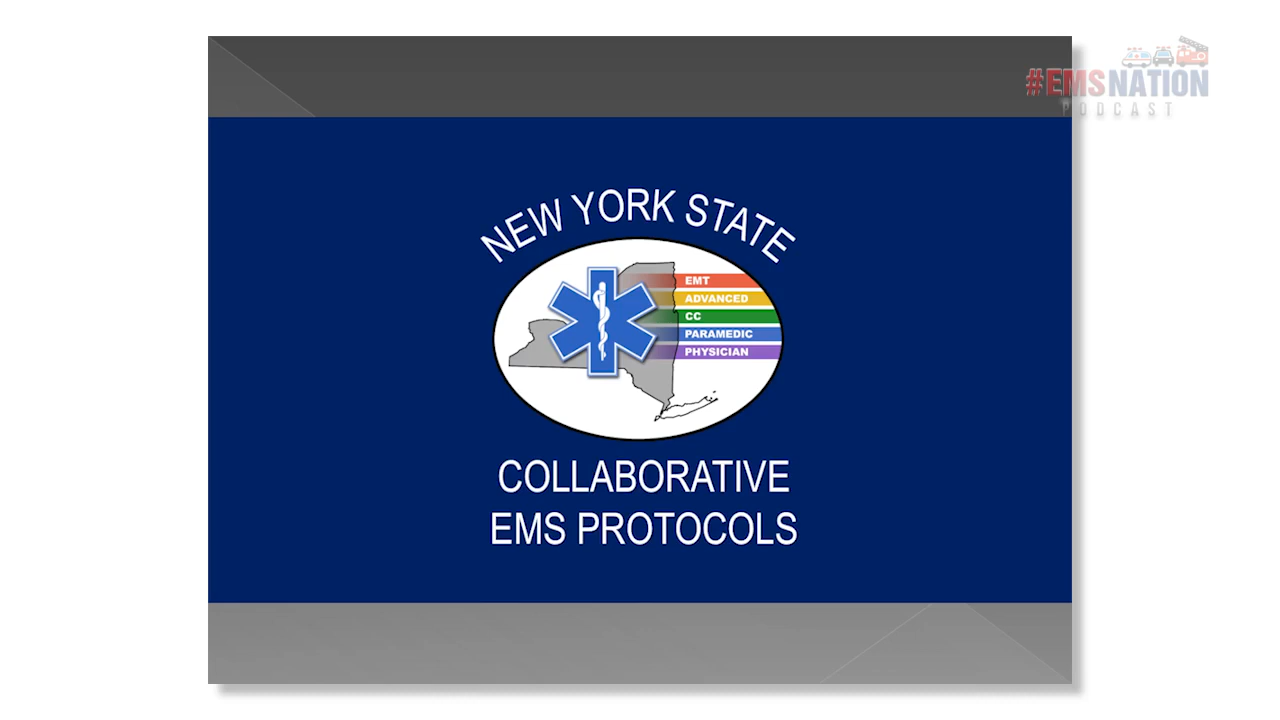 #EMSNATION
PODCAST
NEW YORK STATE
EMT
ADVANCED
CC
PARAMEDIC
PHYSICIAN
COLLABORATIVE
EMS PROTOCOLS